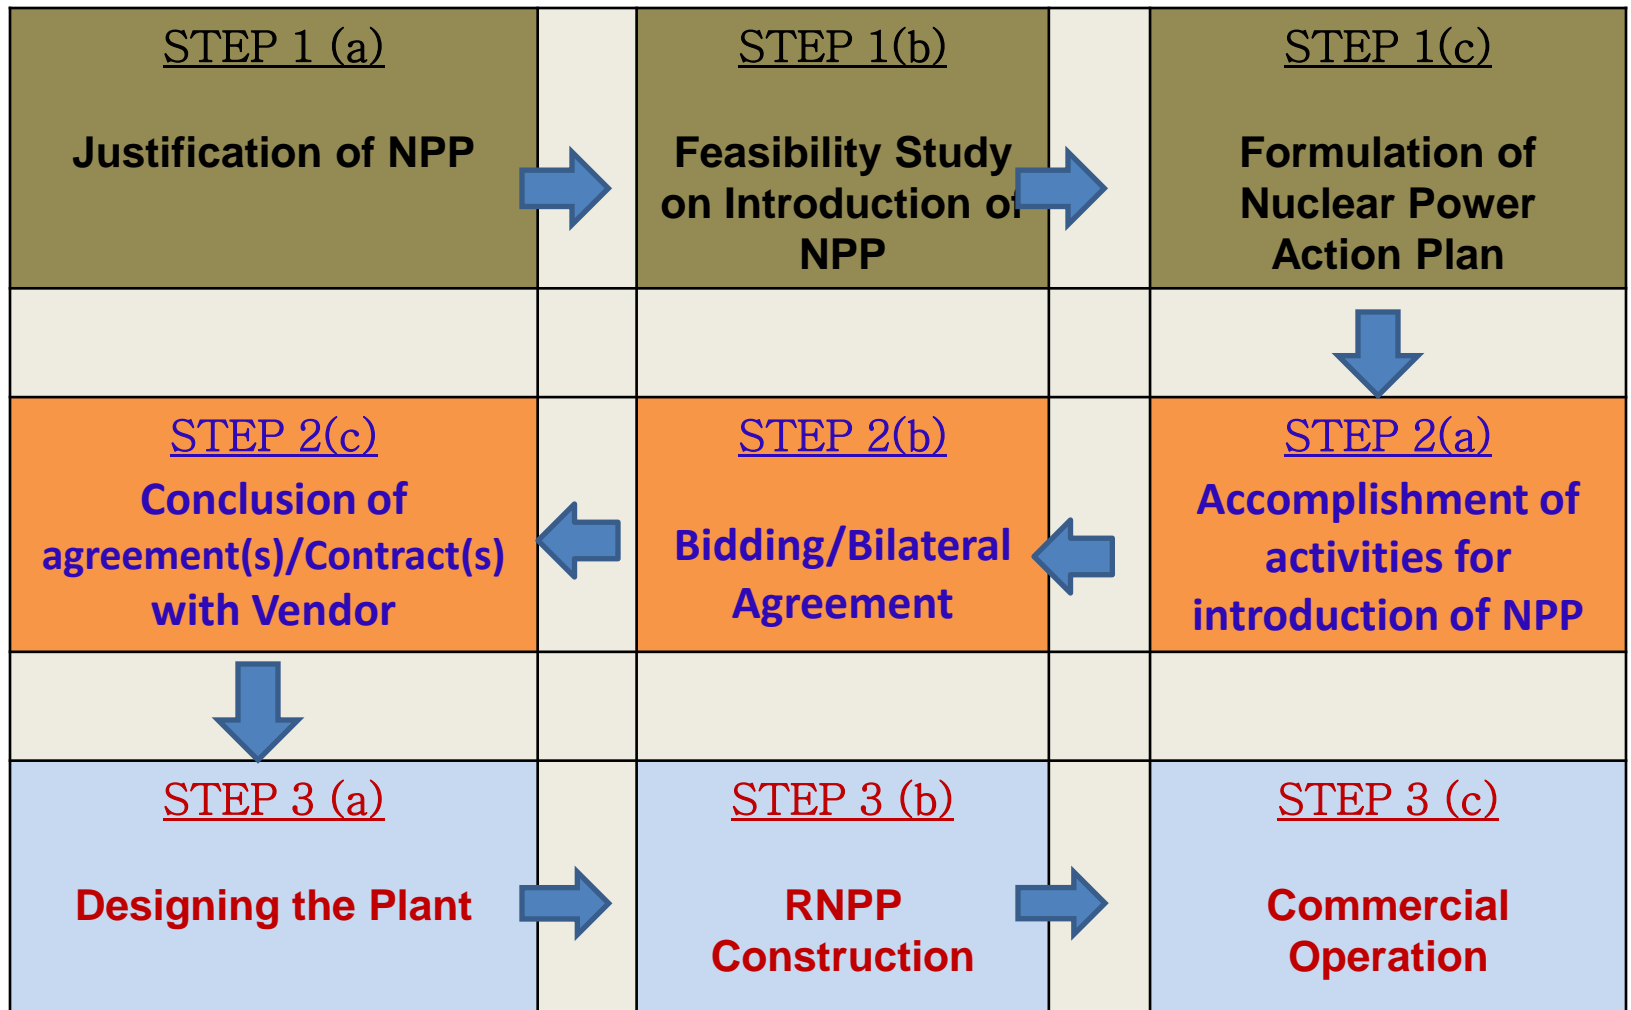 STEP 1 (a)
Justification of NPP
STEP 1(b)
Feasibility Study
on Introduction of
NPP
STEP 1(c)
Formulation of
Nuclear Power
Action Plan
STEP 2(c)
Conclusion of
agreement(s)/Contract(s)
with Vendor
STEP 2(b)
Bidding/Bilateral
Agreement
STEP 2(a)
Accomplishment of
activities for
introduction of NPP
STEP 3 (a)
Designing the Plant
STEP 3 (b)
RNPP
Construction
STEP 3 (c)
Commercial
Operation